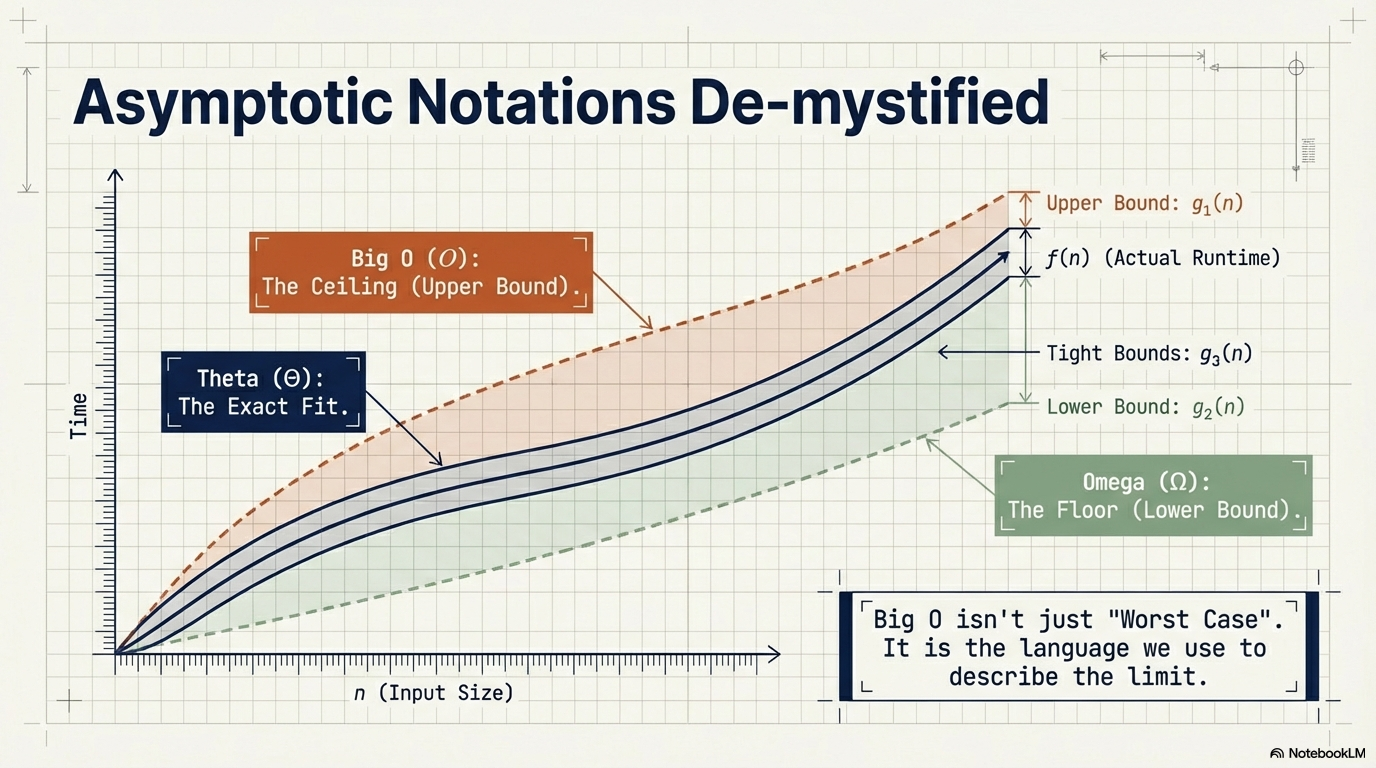 Asymptotic Notations De-mystified
Upper Bound: g₁(n)
Big O (O):
The Ceiling (Upper Bound).
f(n) (Actual Runtime)
Theta (Θ):
The Exact Fit.
Tight Bounds: g₃(n)
Lower Bound: g₂(n)
Time
Omega (Ω):
The Floor (Lower Bound).
Big O isn't just "Worst Case".
It is the language we use to
describe the limit.
n (Input Size)
NotebookLM